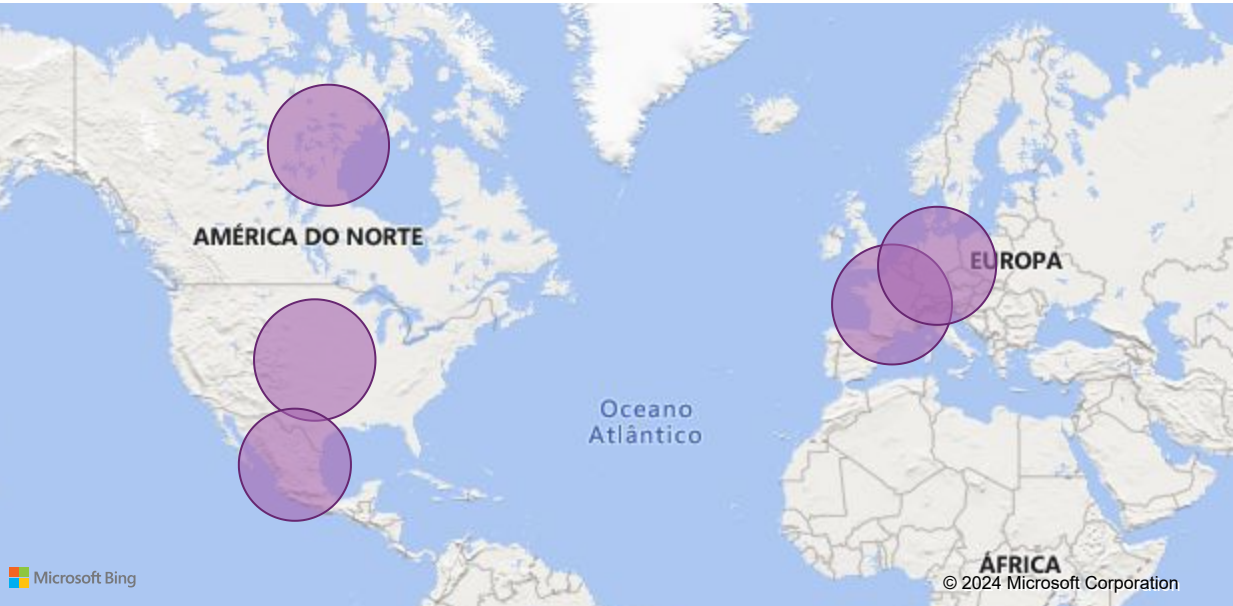 AMÉRICA DO NORTE
EUROPA
Oceano
Atlântico
ÁFRICA
Microsoft Bing
© 2024 Microsoft Corporation